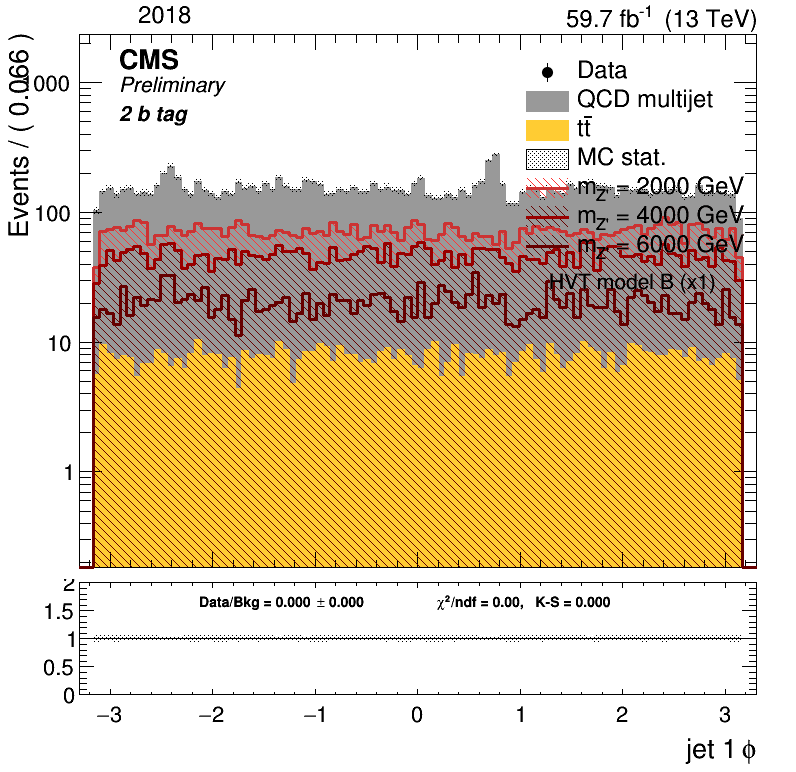 2018
59.7 fb⁻¹ (13 TeV)
Events / ( 0.066 )
CMS
Preliminary
2 b tag
Data
QCD multijet
tt̄
MC stat.
m_Z' = 2000 GeV
m_Z' = 4000 GeV
m_Z' = 6000 GeV
HVT model B (x1)
1000
100
10
1
Data/Bkg = 0.000 ± 0.000
χ²/ndf = 0.00, K-S = 0.000
2
1.5
1
0.5
0
−3 −2 −1 0 1 2 3
jet 1 ϕ